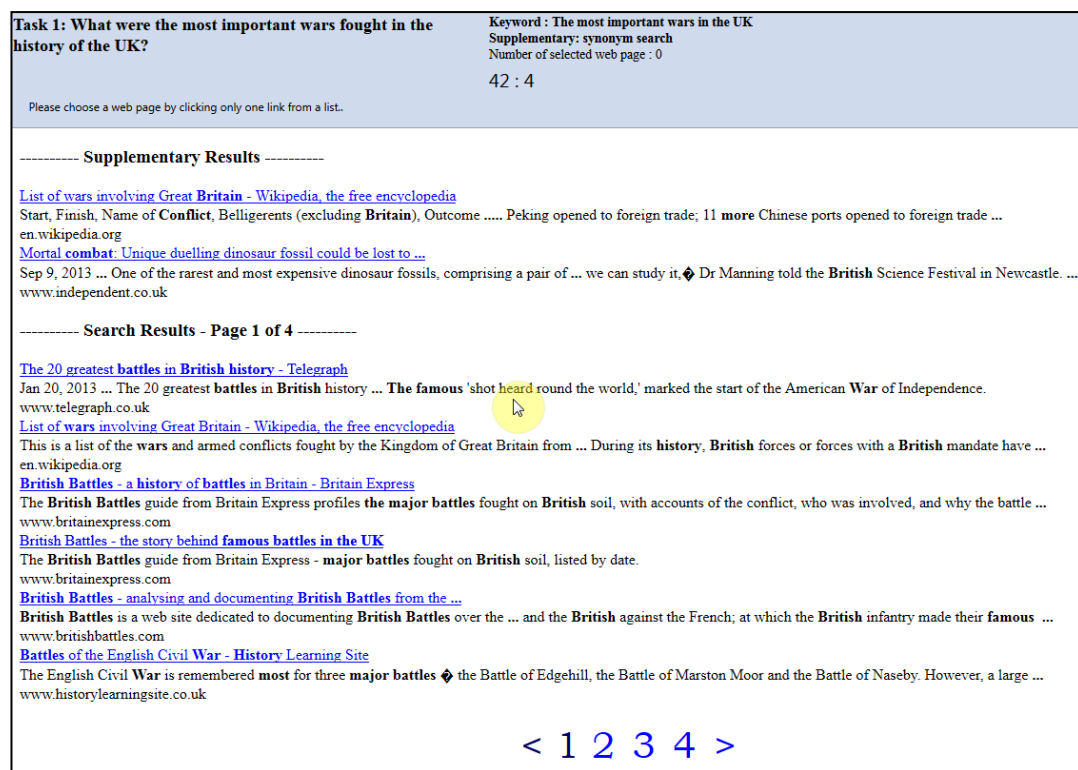 Task 1: What were the most important wars fought in the
history of the UK?
Keyword : The most important wars in the UK
Supplementary: synonym search
Number of selected web page : 0
42 : 4
Please choose a web page by clicking only one link from a list..
---------- Supplementary Results ----------
List of wars involving Great Britain - Wikipedia, the free encyclopedia
Start, Finish, Name of Conflict, Belligerents (excluding Britain), Outcome ..... Peking opened to foreign trade; 11 more Chinese ports opened to foreign trade ...
en.wikipedia.org
Mortal combat: Unique duelling dinosaur fossil could be lost to ...
Sep 9, 2013 ... One of the rarest and most expensive dinosaur fossils, comprising a pair of ... we can study it,� Dr Manning told the British Science Festival in Newcastle. ...
www.independent.co.uk
---------- Search Results - Page 1 of 4 ----------
The 20 greatest battles in British history - Telegraph
Jan 20, 2013 ... The 20 greatest battles in British history ... The famous 'shot heard round the world,' marked the start of the American War of Independence.
www.telegraph.co.uk
List of wars involving Great Britain - Wikipedia, the free encyclopedia
This is a list of the wars and armed conflicts fought by the Kingdom of Great Britain from ... During its history, British forces or forces with a British mandate have ...
en.wikipedia.org
British Battles - a history of battles in Britain - Britain Express
The British Battles guide from Britain Express profiles the major battles fought on British soil, with accounts of the conflict, who was involved, and why the battle ...
www.britainexpress.com
British Battles - the story behind famous battles in the UK
The British Battles guide from Britain Express - major battles fought on British soil, listed by date.
www.britainexpress.com
British Battles - analysing and documenting British Battles from the ...
British Battles is a web site dedicated to documenting British Battles over the ... and the British against the French; at which the British infantry made their famous ...
www.britishbattles.com
Battles of the English Civil War - History Learning Site
The English Civil War is remembered most for three major battles � the Battle of Edgehill, the Battle of Marston Moor and the Battle of Naseby. However, a large ...
www.historylearningsite.co.uk
< 1 2 3 4 >